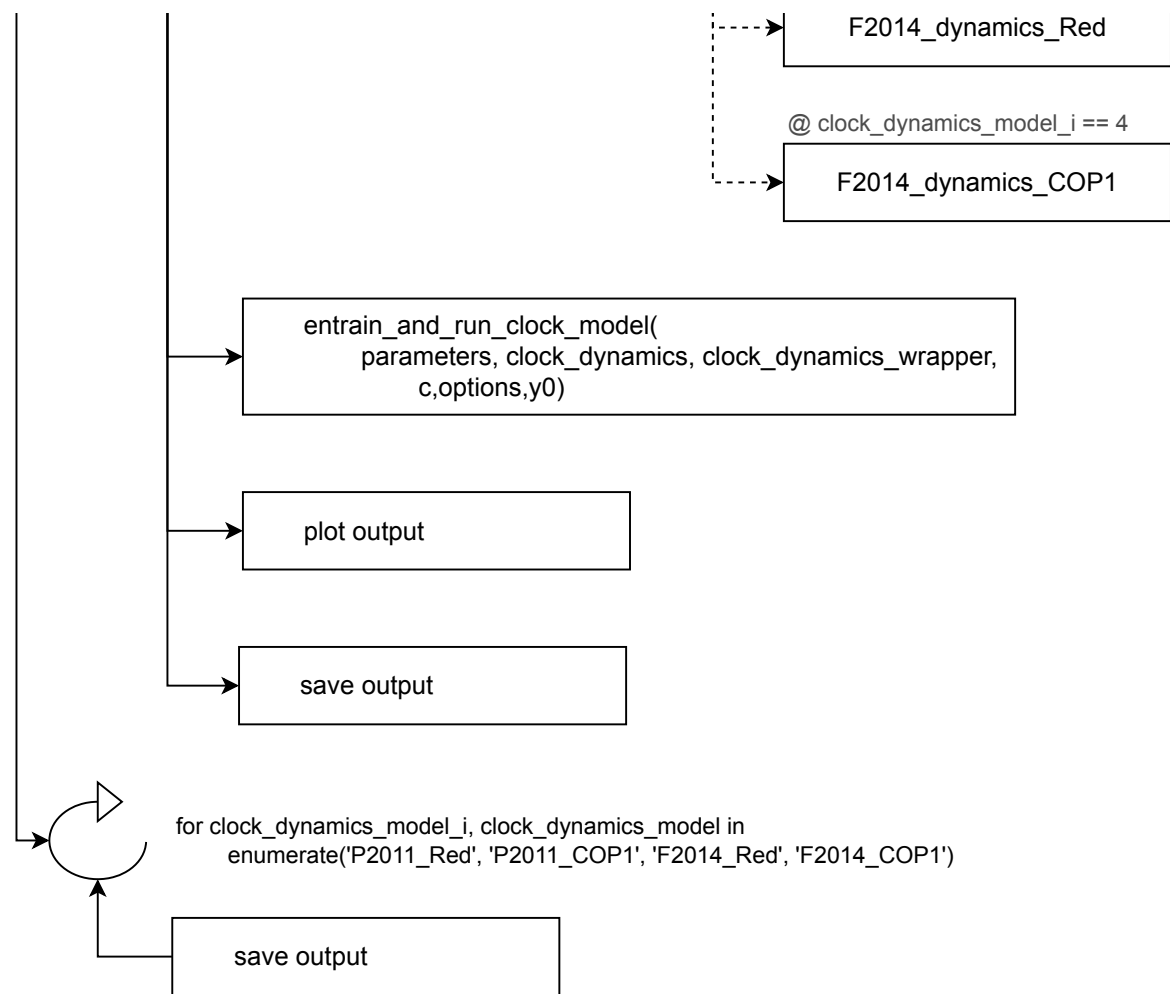 F2014_dynamics_Red
@ clock_dynamics_model_i == 4
F2014_dynamics_COP1
entrain_and_run_clock_model(
parameters, clock_dynamics, clock_dynamics_wrapper,
c,options,y0)
plot output
save output
for clock_dynamics_model_i, clock_dynamics_model in
enumerate('P2011_Red', 'P2011_COP1', 'F2014_Red', 'F2014_COP1')
save output